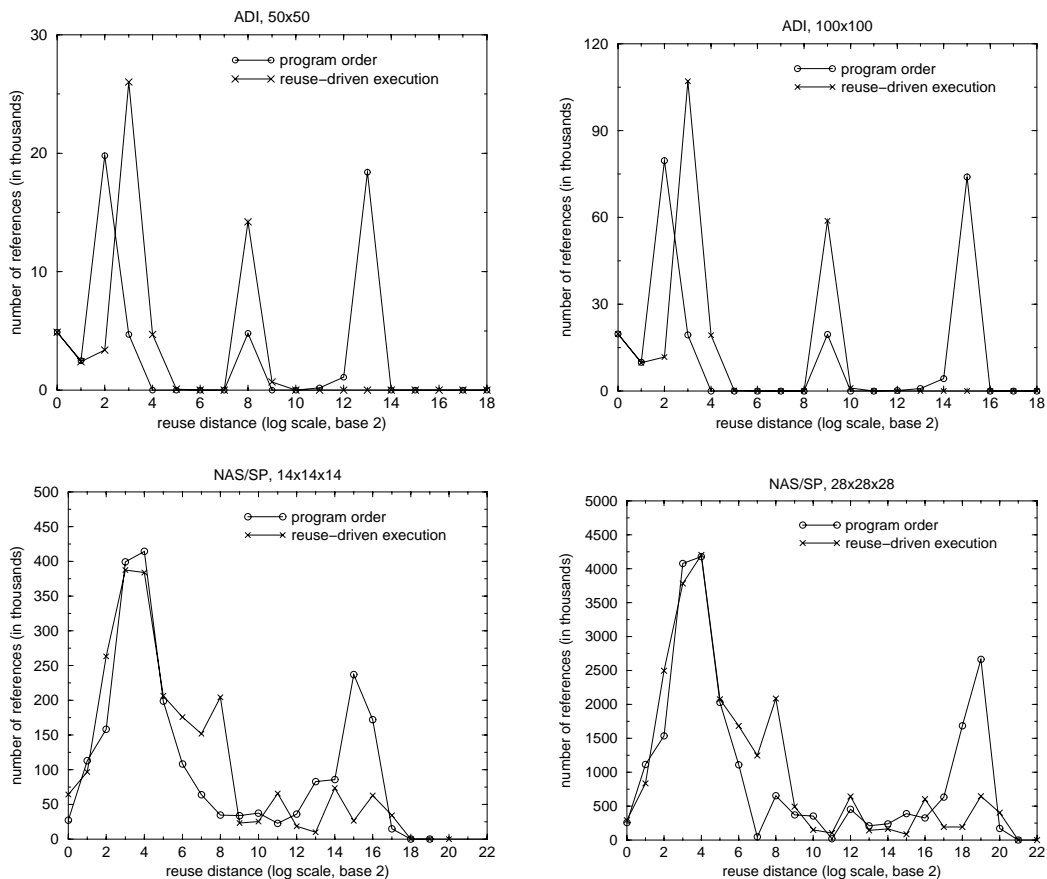 ADI, 50x50
30
20
10
0
number of references (in thousands)
program order
reuse−driven execution
0 2 4 6 8 10 12 14 16 18
reuse distance (log scale, base 2)
ADI, 100x100
120
90
60
30
0
number of references (in thousands)
program order
reuse−driven execution
0 2 4 6 8 10 12 14 16 18
reuse distance (log scale, base 2)
NAS/SP, 14x14x14
500
450
400
350
300
250
200
150
100
50
0
number of references (in thousands)
program order
reuse−driven execution
0 2 4 6 8 10 12 14 16 18 20 22
reuse distance (log scale, base 2)
NAS/SP, 28x28x28
5000
4500
4000
3500
3000
2500
2000
1500
1000
500
0
number of references (in thousands)
program order
reuse−driven execution
0 2 4 6 8 10 12 14 16 18 20 22
reuse distance (log scale, base 2)